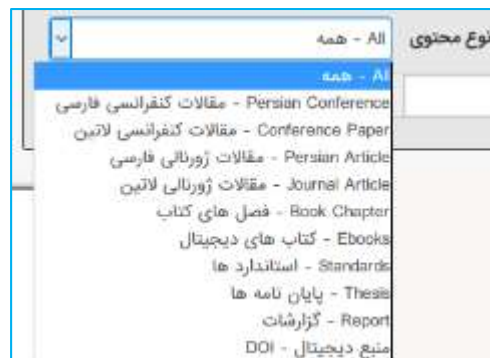 نوع محتوی
All - همه
All - همه
Persian Conference - مقالات کنفرانسی فارسی
Conference Paper - مقالات کنفرانسی لاتین
Persian Article - مقالات ژورنالی فارسی
Journal Article - مقالات ژورنالی لاتین
Book Chapter - فصل های کتاب
Ebooks - کتاب های دیجیتال
Standards - استاندارد ها
Thesis - پایان نامه ها
Report - گزارشات
منبع دیجیتال - DOI